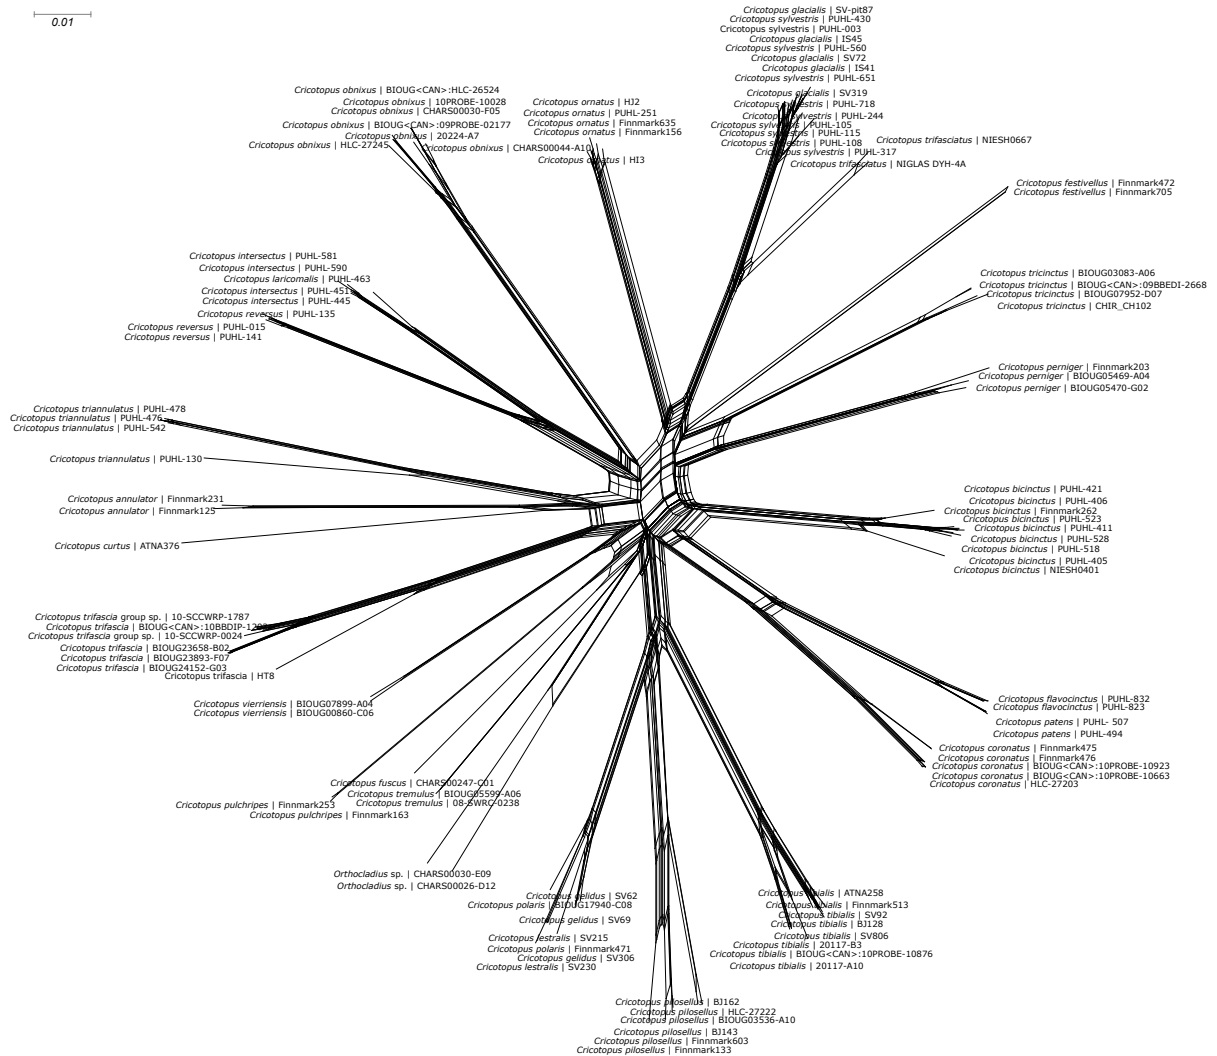 0.01
Cricotopus glacialis | SV-pit87
Cricotopus sylvestris | PUHL-430
Cricotopus sylvestris | PUHL-003
Cricotopus glacialis | IS45
Cricotopus sylvestris | PUHL-560
Cricotopus glacialis | SV72
Cricotopus glacialis | IS41
Cricotopus sylvestris | PUHL-651
Cricotopus glacialis | SV319
Cricotopus sylvestris | PUHL-718
Cricotopus sylvestris | PUHL-244
Cricotopus sylvestris | PUHL-105
Cricotopus sylvestris | PUHL-115
Cricotopus sylvestris | PUHL-108
Cricotopus sylvestris | PUHL-317
Cricotopus trifasciatus | NIESH0667
Cricotopus trifasciatus | NIGLAS DYH-4A
Cricotopus obnixus | BIOUG<CAN>:HLC-26524
Cricotopus obnixus | 10PROBE-10028
Cricotopus obnixus | CHARS00030-F05
Cricotopus obnixus | BIOUG<CAN>:09PROBE-02177
Cricotopus obnixus | 20224-A7
Cricotopus obnixus | HLC-27245
Cricotopus obnixus | CHARS00044-A10
Cricotopus ornatus | HJ2
Cricotopus ornatus | PUHL-251
Cricotopus ornatus | Finnmark635
Cricotopus ornatus | Finnmark156
Cricotopus ornatus | HI3
Cricotopus festivellus | Finnmark472
Cricotopus festivellus | Finnmark705
Cricotopus tricinctus | BIOUG03083-A06
Cricotopus tricinctus | BIOUG<CAN>:09BBEDI-2668
Cricotopus tricinctus | BIOUG07952-D07
Cricotopus tricinctus | CHIR_CH102
Cricotopus perniger | Finnmark203
Cricotopus perniger | BIOUG05469-A04
Cricotopus perniger | BIOUG05470-G02
Cricotopus intersectus | PUHL-581
Cricotopus intersectus | PUHL-590
Cricotopus laricomalis | PUHL-463
Cricotopus intersectus | PUHL-451
Cricotopus intersectus | PUHL-445
Cricotopus reversus | PUHL-135
Cricotopus reversus | PUHL-015
Cricotopus reversus | PUHL-141
Cricotopus triannulatus | PUHL-478
Cricotopus triannulatus | PUHL-476
Cricotopus triannulatus | PUHL-542
Cricotopus triannulatus | PUHL-130
Cricotopus annulator | Finnmark231
Cricotopus annulator | Finnmark125
Cricotopus curtus | ATNA376
Cricotopus bicinctus | PUHL-421
Cricotopus bicinctus | PUHL-406
Cricotopus bicinctus | Finnmark262
Cricotopus bicinctus | PUHL-523
Cricotopus bicinctus | PUHL-411
Cricotopus bicinctus | PUHL-528
Cricotopus bicinctus | PUHL-518
Cricotopus bicinctus | PUHL-405
Cricotopus bicinctus | NIESH0401
Cricotopus trifascia group sp. | 10-SCCWRP-1787
Cricotopus trifascia | BIOUG<CAN>:10BBDIP-
Cricotopus trifascia group sp. | 10-SCCWRP-0024
Cricotopus trifascia | BIOUG23658-B02
Cricotopus trifascia | BIOUG23893-F07
Cricotopus trifascia | BIOUG24152-G03
Cricotopus trifascia | HT8
Cricotopus vierriensis | BIOUG07899-A04
Cricotopus vierriensis | BIOUG00860-C06
Cricotopus flavocinctus | PUHL-832
Cricotopus flavocinctus | PUHL-823
Cricotopus patens | PUHL- 507
Cricotopus patens | PUHL-494
Cricotopus coronatus | Finnmark475
Cricotopus coronatus | Finnmark476
Cricotopus coronatus | BIOUG<CAN>:10PROBE-10923
Cricotopus coronatus | BIOUG<CAN>:10PROBE-10663
Cricotopus coronatus | HLC-27203
Cricotopus fuscus | CHARS00247-C01
Cricotopus tremulus | BIOUG05599-A06
Cricotopus tremulus | 08-SWRC-0238
Cricotopus pulchripes | Finnmark253
Cricotopus pulchripes | Finnmark163
Orthocladius sp. | CHARS00030-E09
Orthocladius sp. | CHARS00026-D12
Cricotopus gelidus | SV62
Cricotopus polaris | BIOUG17940-C08
Cricotopus gelidus | SV69
Cricotopus lestralis | SV215
Cricotopus polaris | Finnmark471
Cricotopus gelidus | SV306
Cricotopus lestralis | SV230
Cricotopus tibialis | ATNA258
Cricotopus tibialis | Finnmark513
Cricotopus tibialis | SV92
Cricotopus tibialis | BJ128
Cricotopus tibialis | SV806
Cricotopus tibialis | 20117-B3
Cricotopus tibialis | BIOUG<CAN>:10PROBE-10876
Cricotopus tibialis | 20117-A10
Cricotopus pilosellus | BJ162
Cricotopus pilosellus | HLC-27222
Cricotopus pilosellus | BIOUG03536-A10
Cricotopus pilosellus | BJ143
Cricotopus pilosellus | Finnmark603
Cricotopus pilosellus | Finnmark133